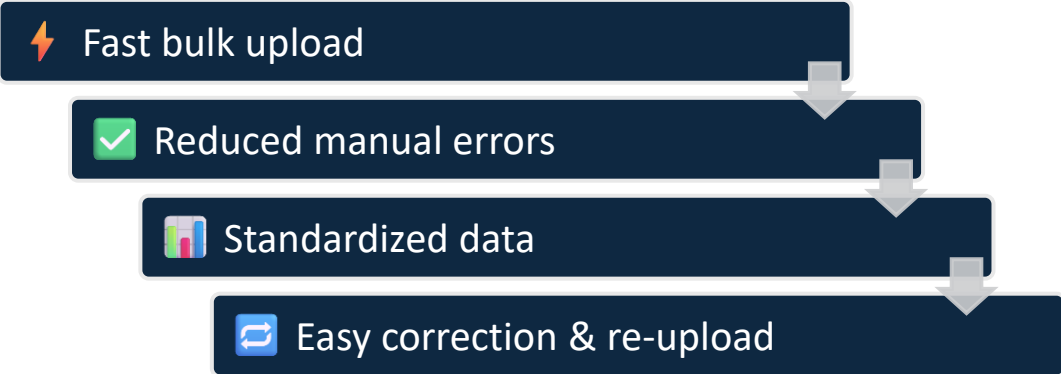 Fast bulk upload
Reduced manual errors
Standardized data
Easy correction & re-upload